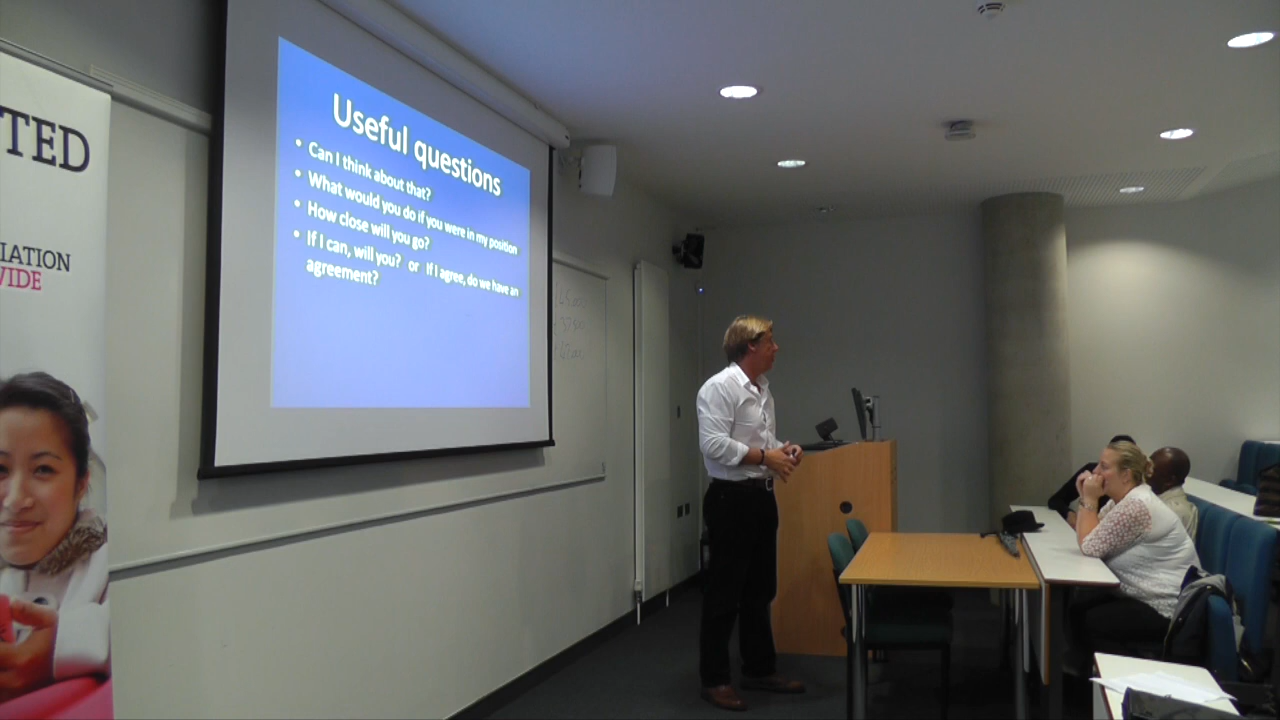 TED
IATION
WIDE
Useful questions
• Can I think about that?
• What would you do if you were in my position
• How close will you go?
• If I can, will you? or If I agree, do we have an
agreement?